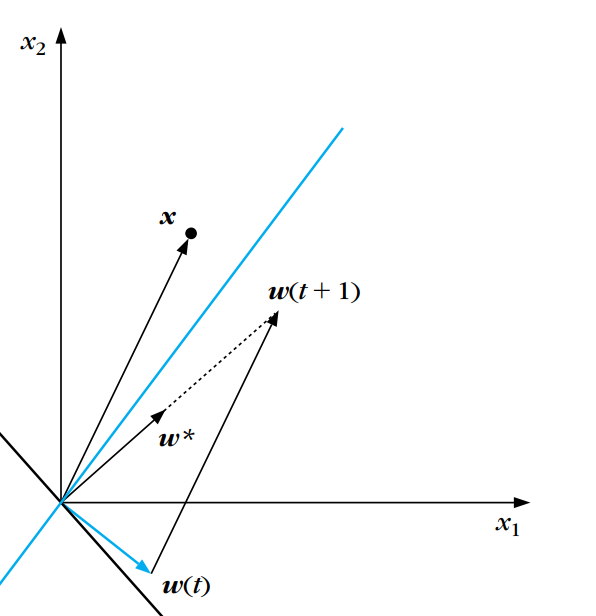 x₂
x
w(t + 1)
w*
x₁
w(t)